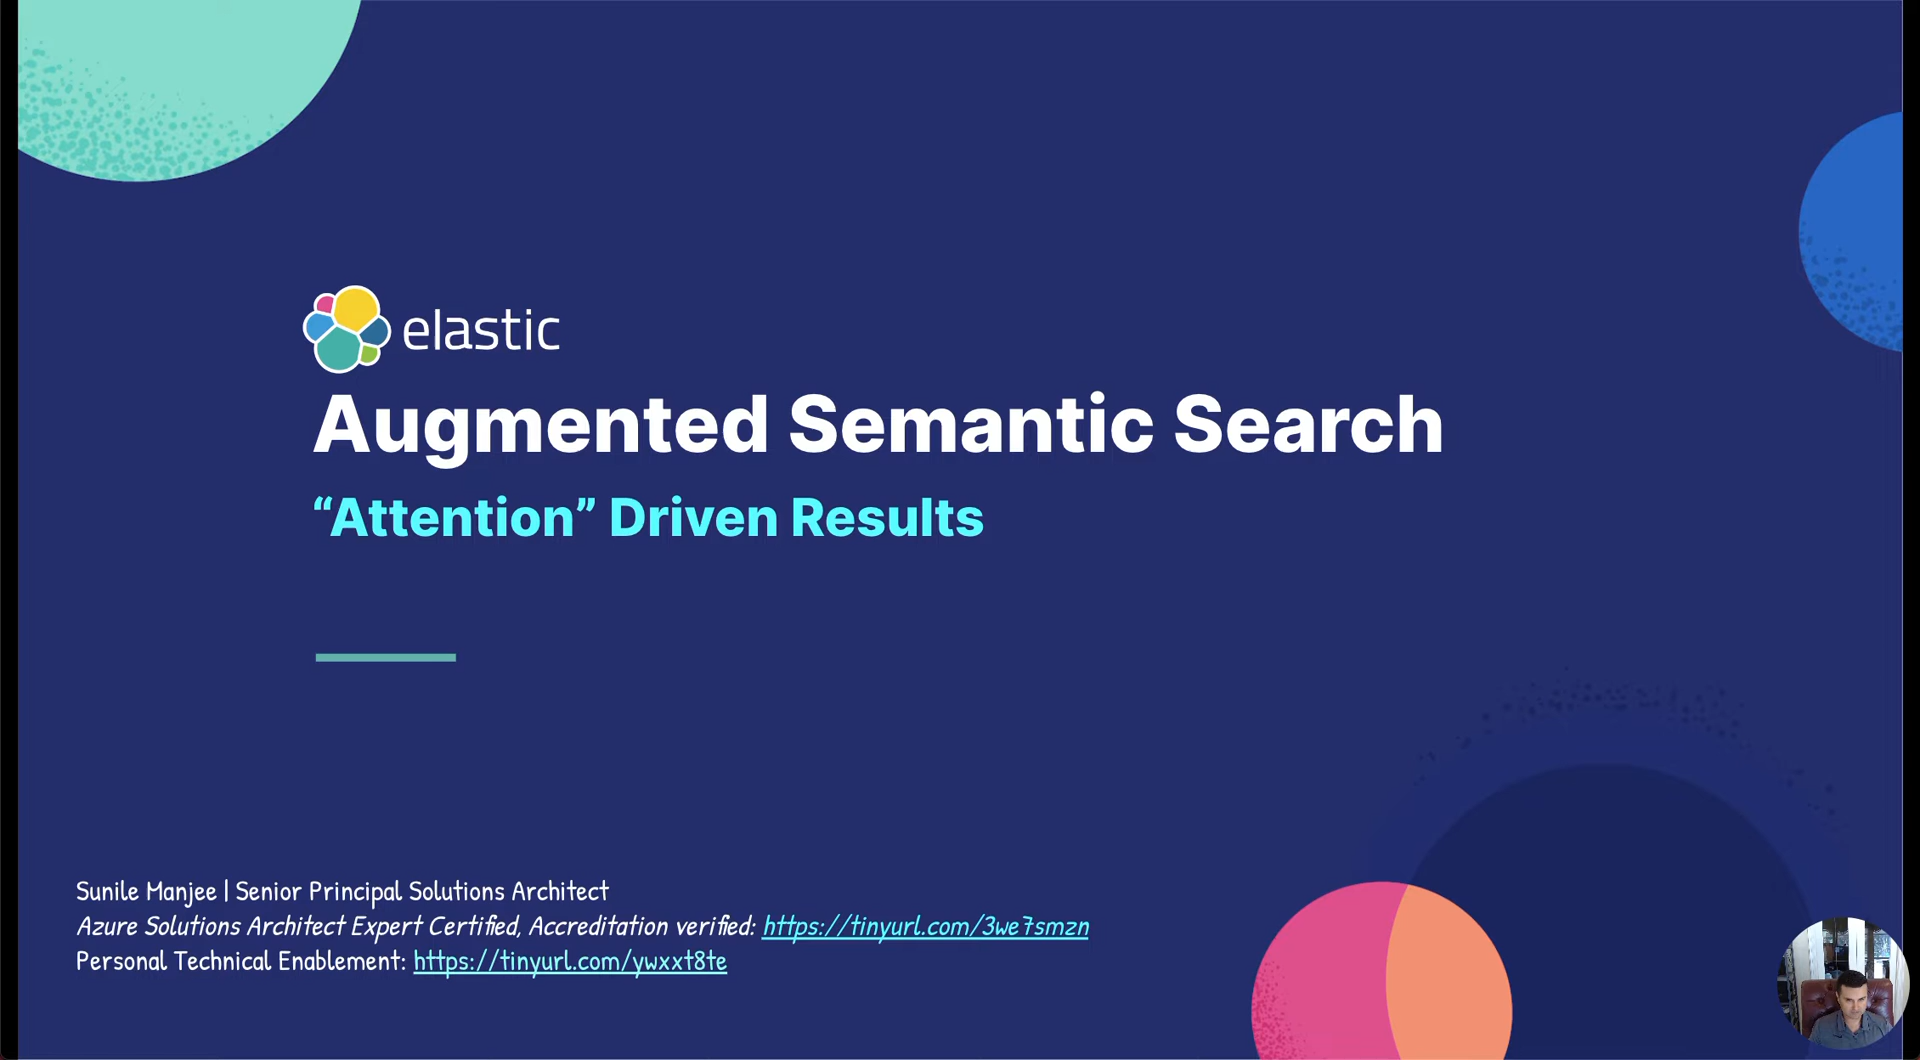 elastic
Augmented Semantic Search
“Attention” Driven Results
Sunile Manjee | Senior Principal Solutions Architect
Azure Solutions Architect Expert Certified, Accreditation verified: https://tinyurl.com/3we7smzn
Personal Technical Enablement: https://tinyurl.com/ywxxt8te